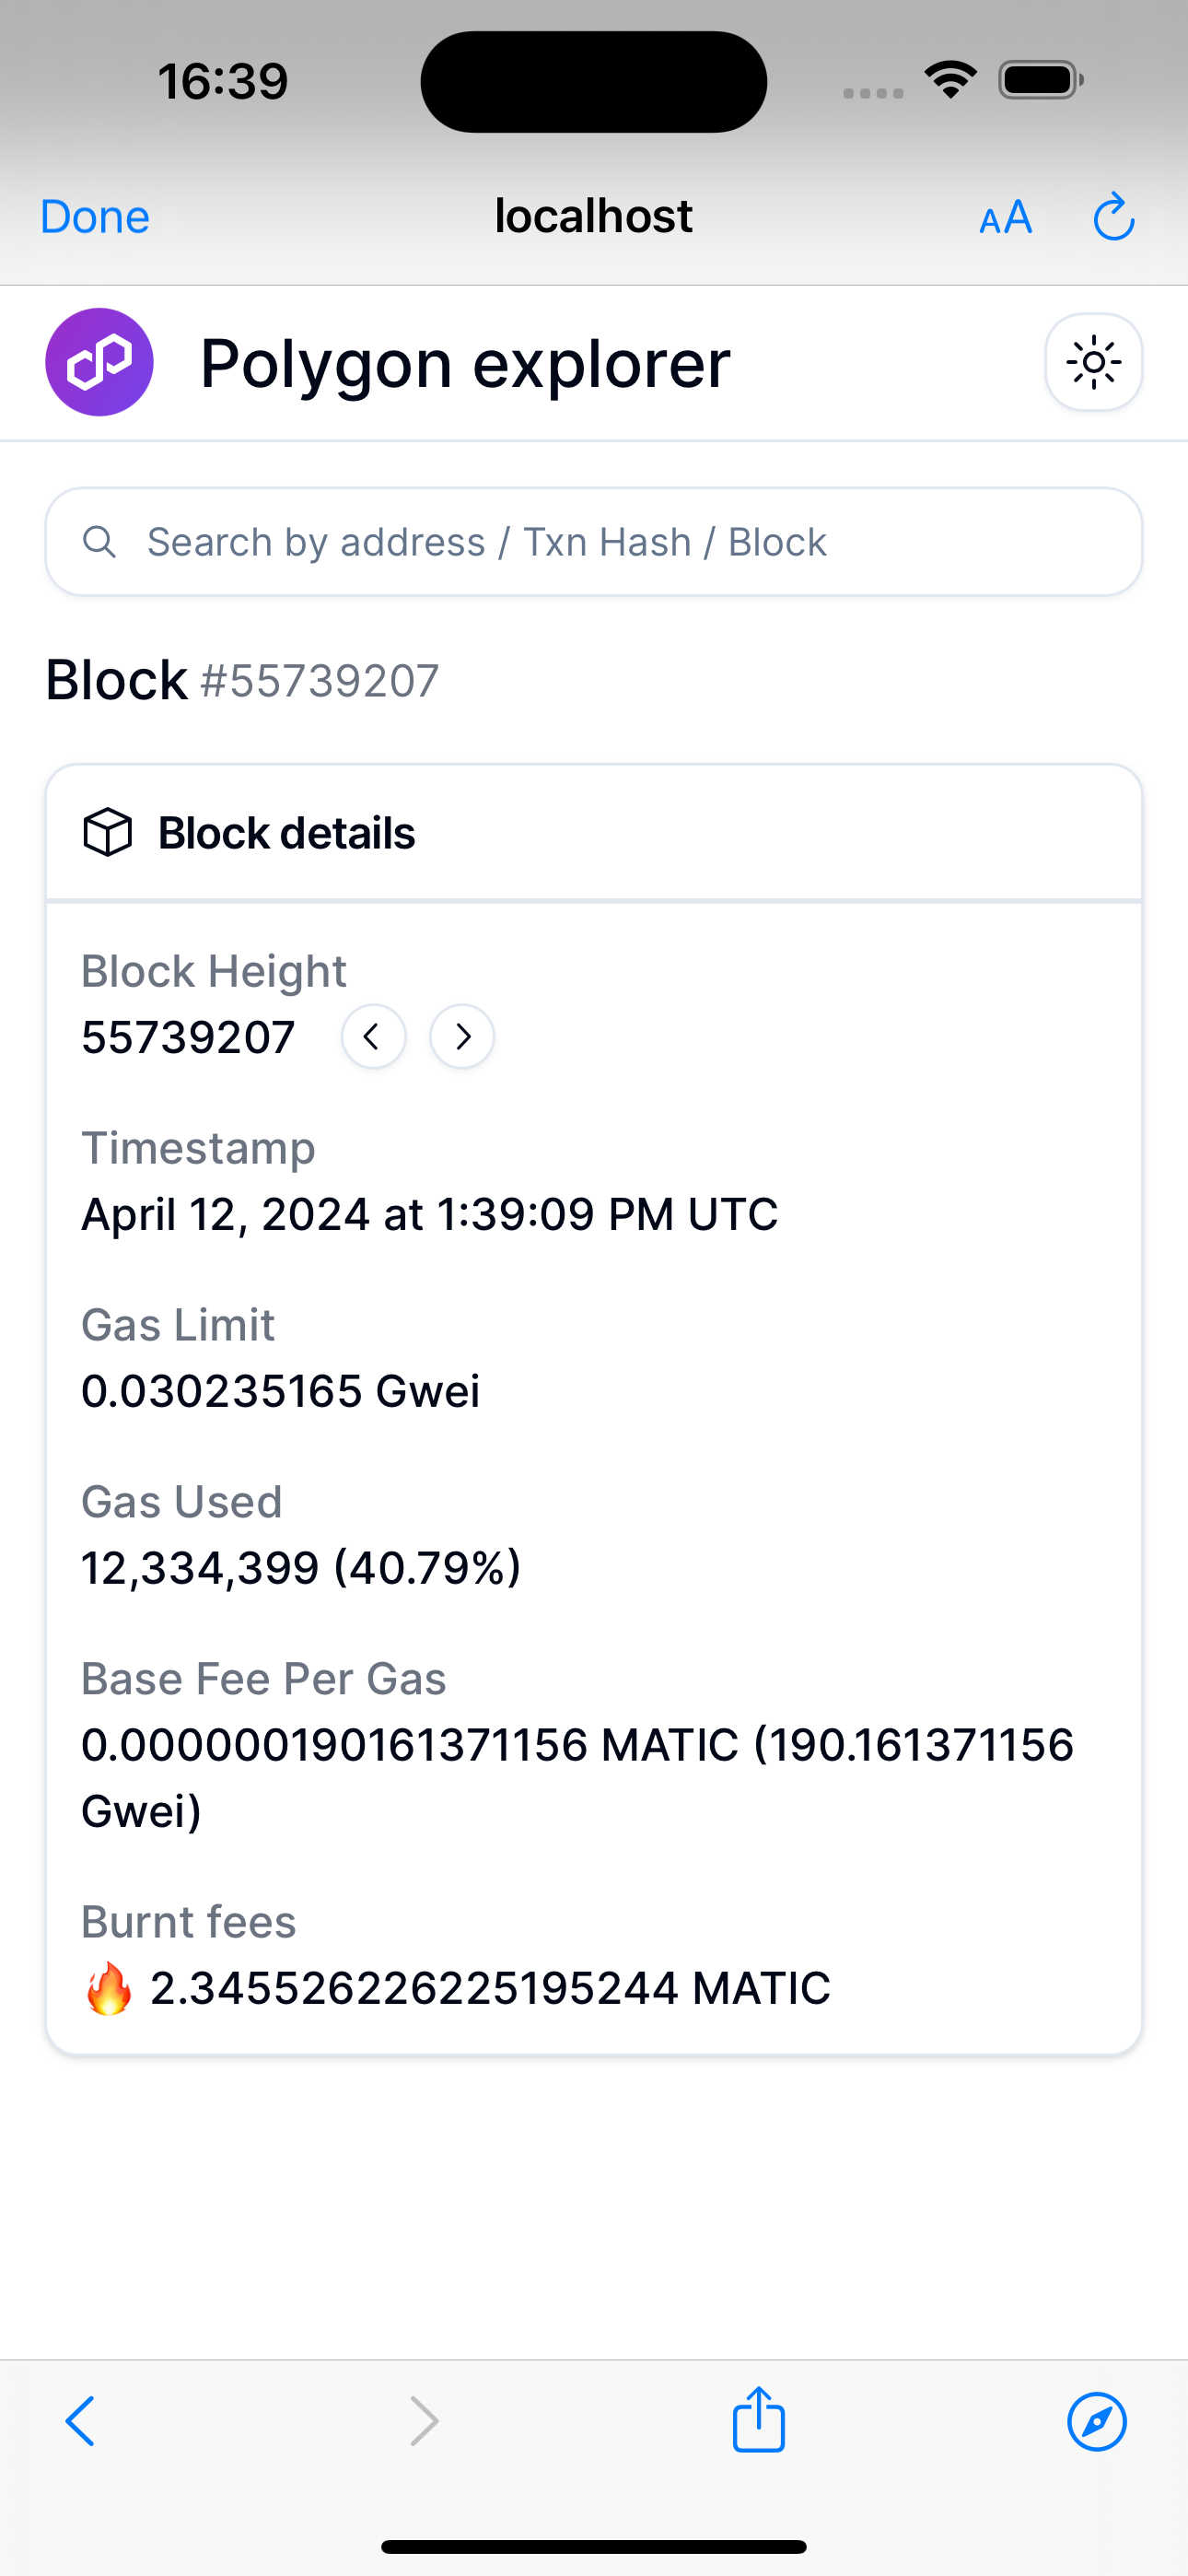 16:39
Done localhost AA
Polygon explorer
Search by address / Txn Hash / Block
Block #55739207
Block details
Block Height
55739207
Timestamp
April 12, 2024 at 1:39:09 PM UTC
Gas Limit
0.030235165 Gwei
Gas Used
12,334,399 (40.79%)
Base Fee Per Gas
0.000000190161371156 MATIC (190.161371156
Gwei)
Burnt fees
🔥 2.345526226225195244 MATIC